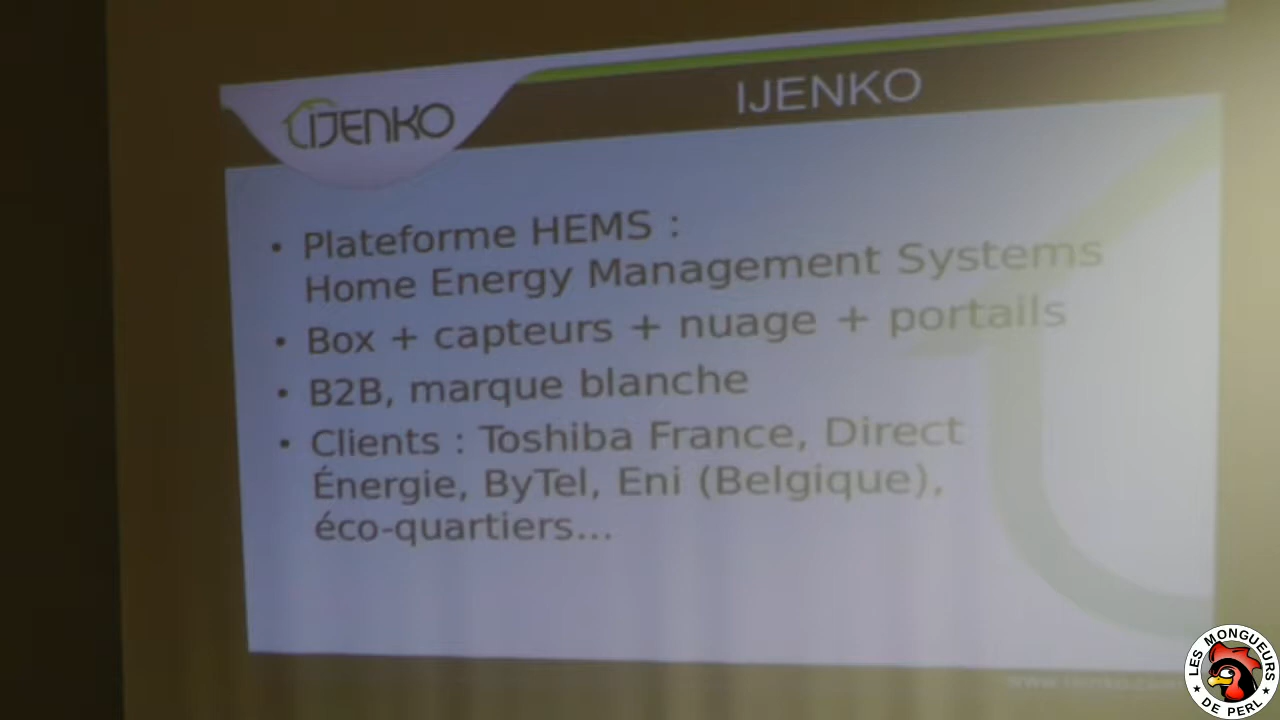 IJENKO
IJENKO
• Plateforme HEMS :
Home Energy Management Systems
• Box + capteurs + nuage + portails
• B2B, marque blanche
• Clients : Toshiba France, Direct
Énergie, ByTel, Eni (Belgique),
éco-quartiers...
LES MONGUEURS
★ DE PERL ★